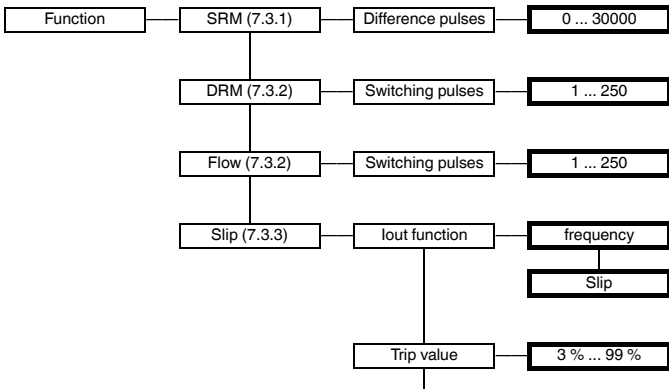 Function SRM (7.3.1) Difference pulses 0 ... 30000
DRM (7.3.2) Switching pulses 1 ... 250
Flow (7.3.2) Switching pulses 1 ... 250
Slip (7.3.3) Iout function frequency
Slip
Trip value 3 % ... 99 %